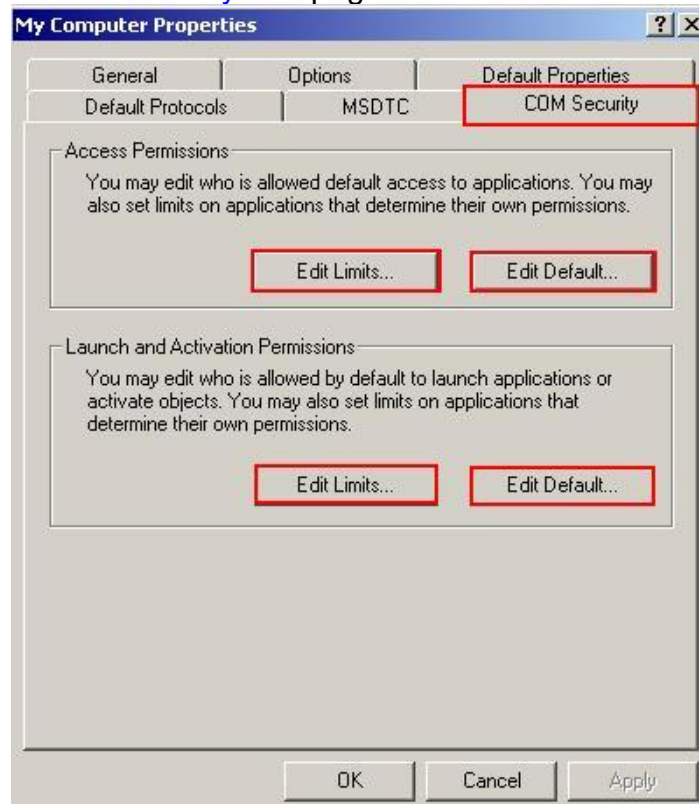 My Computer Properties
General Options Default Properties
Default Protocols MSDTC COM Security
Access Permissions
You may edit who is allowed default access to applications. You may
also set limits on applications that determine their own permissions.
Edit Limits... Edit Default...
Launch and Activation Permissions
You may edit who is allowed by default to launch applications or
activate objects. You may also set limits on applications that
determine their own permissions.
Edit Limits... Edit Default...
OK Cancel Apply